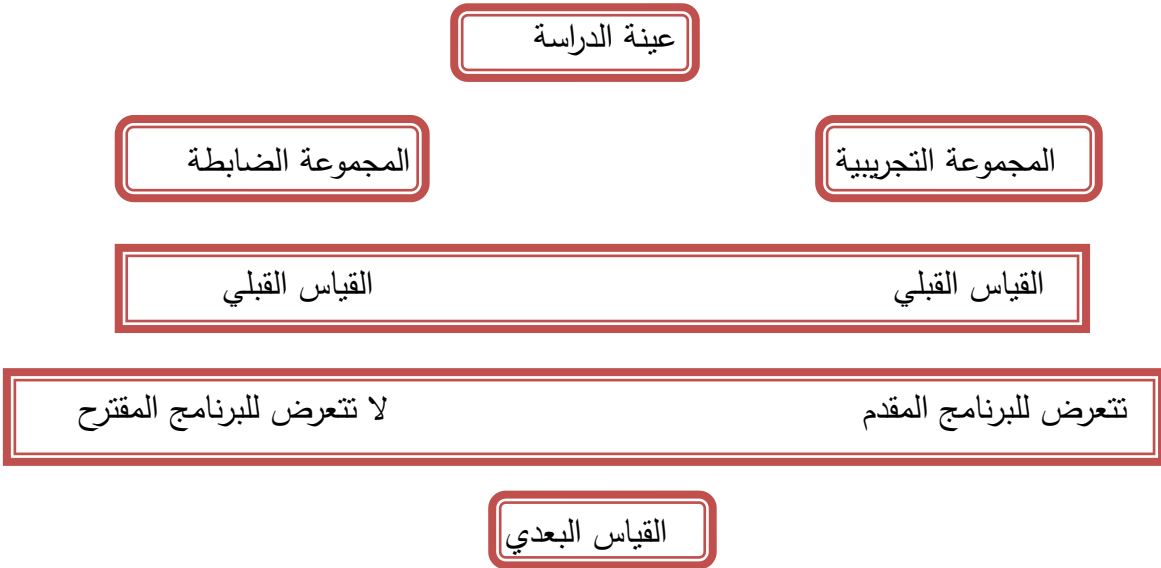 عينة الدراسة
المجموعة التجريبية
المجموعة الضابطة
القياس القبلي
القياس القبلي
تتعرض للبرنامج المقدم
لا تتعرض للبرنامج المقترح
القياس البعدي